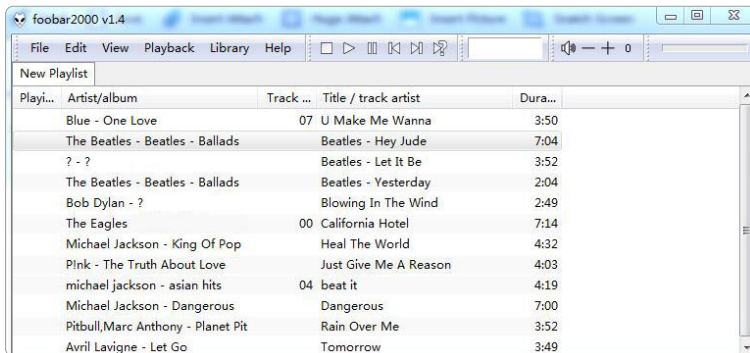 foobar2000 v1.4
File Edit View Playback Library Help 0
New Playlist
Playi... Artist/album Track ... Title / track artist Dura...
Blue - One Love 07 U Make Me Wanna 3:50
The Beatles - Beatles - Ballads Beatles - Hey Jude 7:04
? - ? Beatles - Let It Be 3:52
The Beatles - Beatles - Ballads Beatles - Yesterday 2:04
Bob Dylan - ? Blowing In The Wind 2:49
The Eagles 00 California Hotel 7:14
Michael Jackson - King Of Pop Heal The World 4:32
P!nk - The Truth About Love Just Give Me A Reason 4:03
michael jackson - asian hits 04 beat it 4:19
Michael Jackson - Dangerous Dangerous 7:00
Pitbull,Marc Anthony - Planet Pit Rain Over Me 3:52
Avril Lavigne - Let Go Tomorrow 3:49